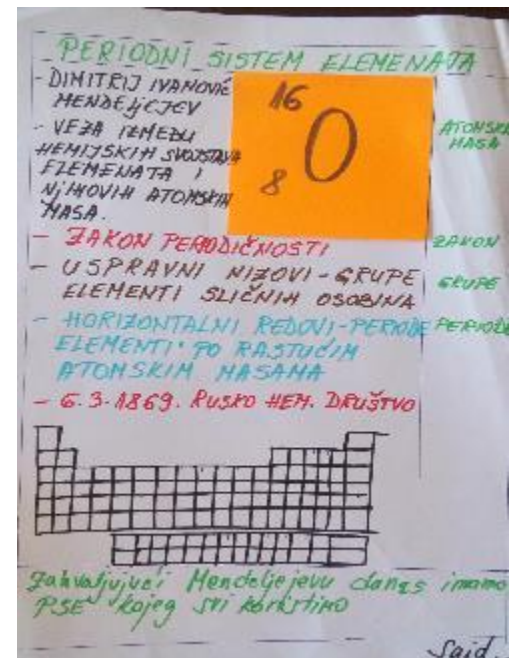 PERIODNI SISTEM ELEMENATA
- DIMITRIJ IVANOVIČ
MENDELJEJEV
- VEZA IZMEĐU
HEMIJSKIH SVOJSTAVA
ELEMENATA I
NJIHOVIH ATOMSKIH
MASA.
16
O
8
ATOMSKA
MASA
- ZAKON PERIODIČNOSTI
ZAKON
- USPRAVNI NIZOVI - GRUPE
ELEMENTI SLIČNIH OSOBINA
GRUPE
- HORIZONTALNI REDOVI - PERIODE
ELEMENTI PO RASTUĆIM
ATOMSKIM MASAMA
PERIODE
- 6.3.1869. RUSKO HEM. DRUŠTVO
Zahvaljujući Mendeljejevu danas imamo
PSE kojeg svi koristimo
Said.